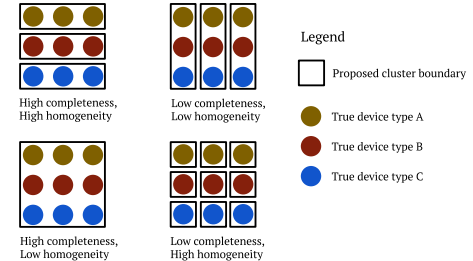 High completeness,
High homogeneity
Low completeness,
Low homogeneity
High completeness,
Low homogeneity
Low completeness,
High homogeneity
Legend
Proposed cluster boundary
True device type A
True device type B
True device type C